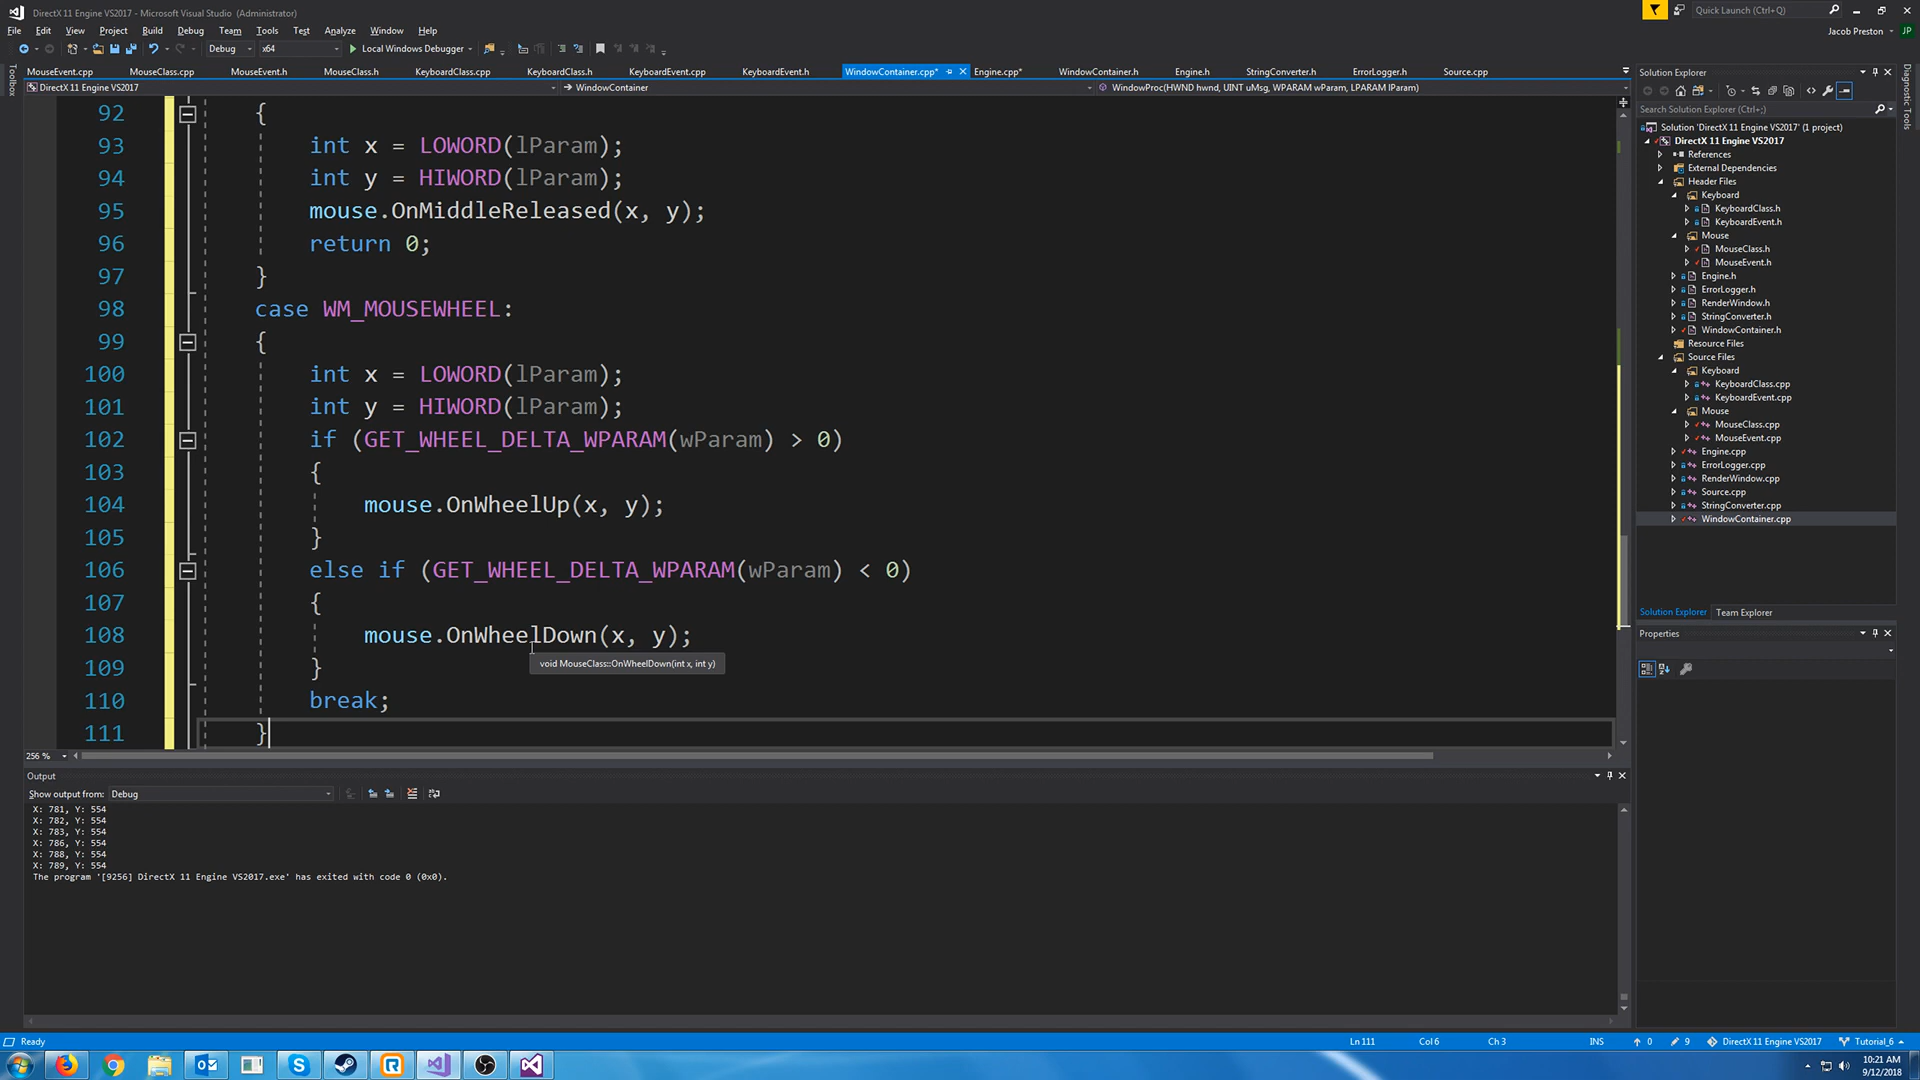 DirectX 11 Engine VS2017 - Microsoft Visual Studio (Administrator)
Quick Launch (Ctrl+Q)
File Edit View Project Build Debug Team Tools Test Analyze Window Help
Jacob Preston JP
Debug x64 Local Windows Debugger
MouseEvent.cpp MouseClass.cpp MouseEvent.h MouseClass.h KeyboardClass.cpp KeyboardClass.h KeyboardEvent.cpp KeyboardEvent.h WindowContainer.cpp* Engine.cpp* WindowContainer.h Engine.h StringConverter.h ErrorLogger.h Source.cpp
DirectX 11 Engine VS2017 WindowContainer WindowProc(HWND hwnd, UINT uMsg, WPARAM wParam, LPARAM lParam)
Toolbox
92 {
93 int x = LOWORD(lParam);
94 int y = HIWORD(lParam);
95 mouse.OnMiddleReleased(x, y);
96 return 0;
97 }
98 case WM_MOUSEWHEEL:
99 {
100 int x = LOWORD(lParam);
101 int y = HIWORD(lParam);
102 if (GET_WHEEL_DELTA_WPARAM(wParam) > 0)
103 {
104 mouse.OnWheelUp(x, y);
105 }
106 else if (GET_WHEEL_DELTA_WPARAM(wParam) < 0)
107 {
108 mouse.OnWheelDown(x, y);
void MouseClass::OnWheelDown(int x, int y)
109 }
110 break;
111 }
256 %
Output
Show output from: Debug
X: 781, Y: 554
X: 782, Y: 554
X: 783, Y: 554
X: 786, Y: 554
X: 788, Y: 554
X: 789, Y: 554
The program '[9256] DirectX 11 Engine VS2017.exe' has exited with code 0 (0x0).
Solution Explorer
Search Solution Explorer (Ctrl+;)
Solution 'DirectX 11 Engine VS2017' (1 project)
DirectX 11 Engine VS2017
References
External Dependencies
Header Files
Keyboard
KeyboardClass.h
KeyboardEvent.h
Mouse
MouseClass.h
MouseEvent.h
Engine.h
ErrorLogger.h
RenderWindow.h
StringConverter.h
WindowContainer.h
Resource Files
Source Files
Keyboard
KeyboardClass.cpp
KeyboardEvent.cpp
Mouse
MouseClass.cpp
MouseEvent.cpp
Engine.cpp
ErrorLogger.cpp
RenderWindow.cpp
Source.cpp
StringConverter.cpp
WindowContainer.cpp
Solution Explorer Team Explorer
Properties
Diagnostic Tools
Ready Ln 111 Col 6 Ch 3 INS 0 9 DirectX 11 Engine VS2017 Tutorial_6
10:21 AM
9/12/2018